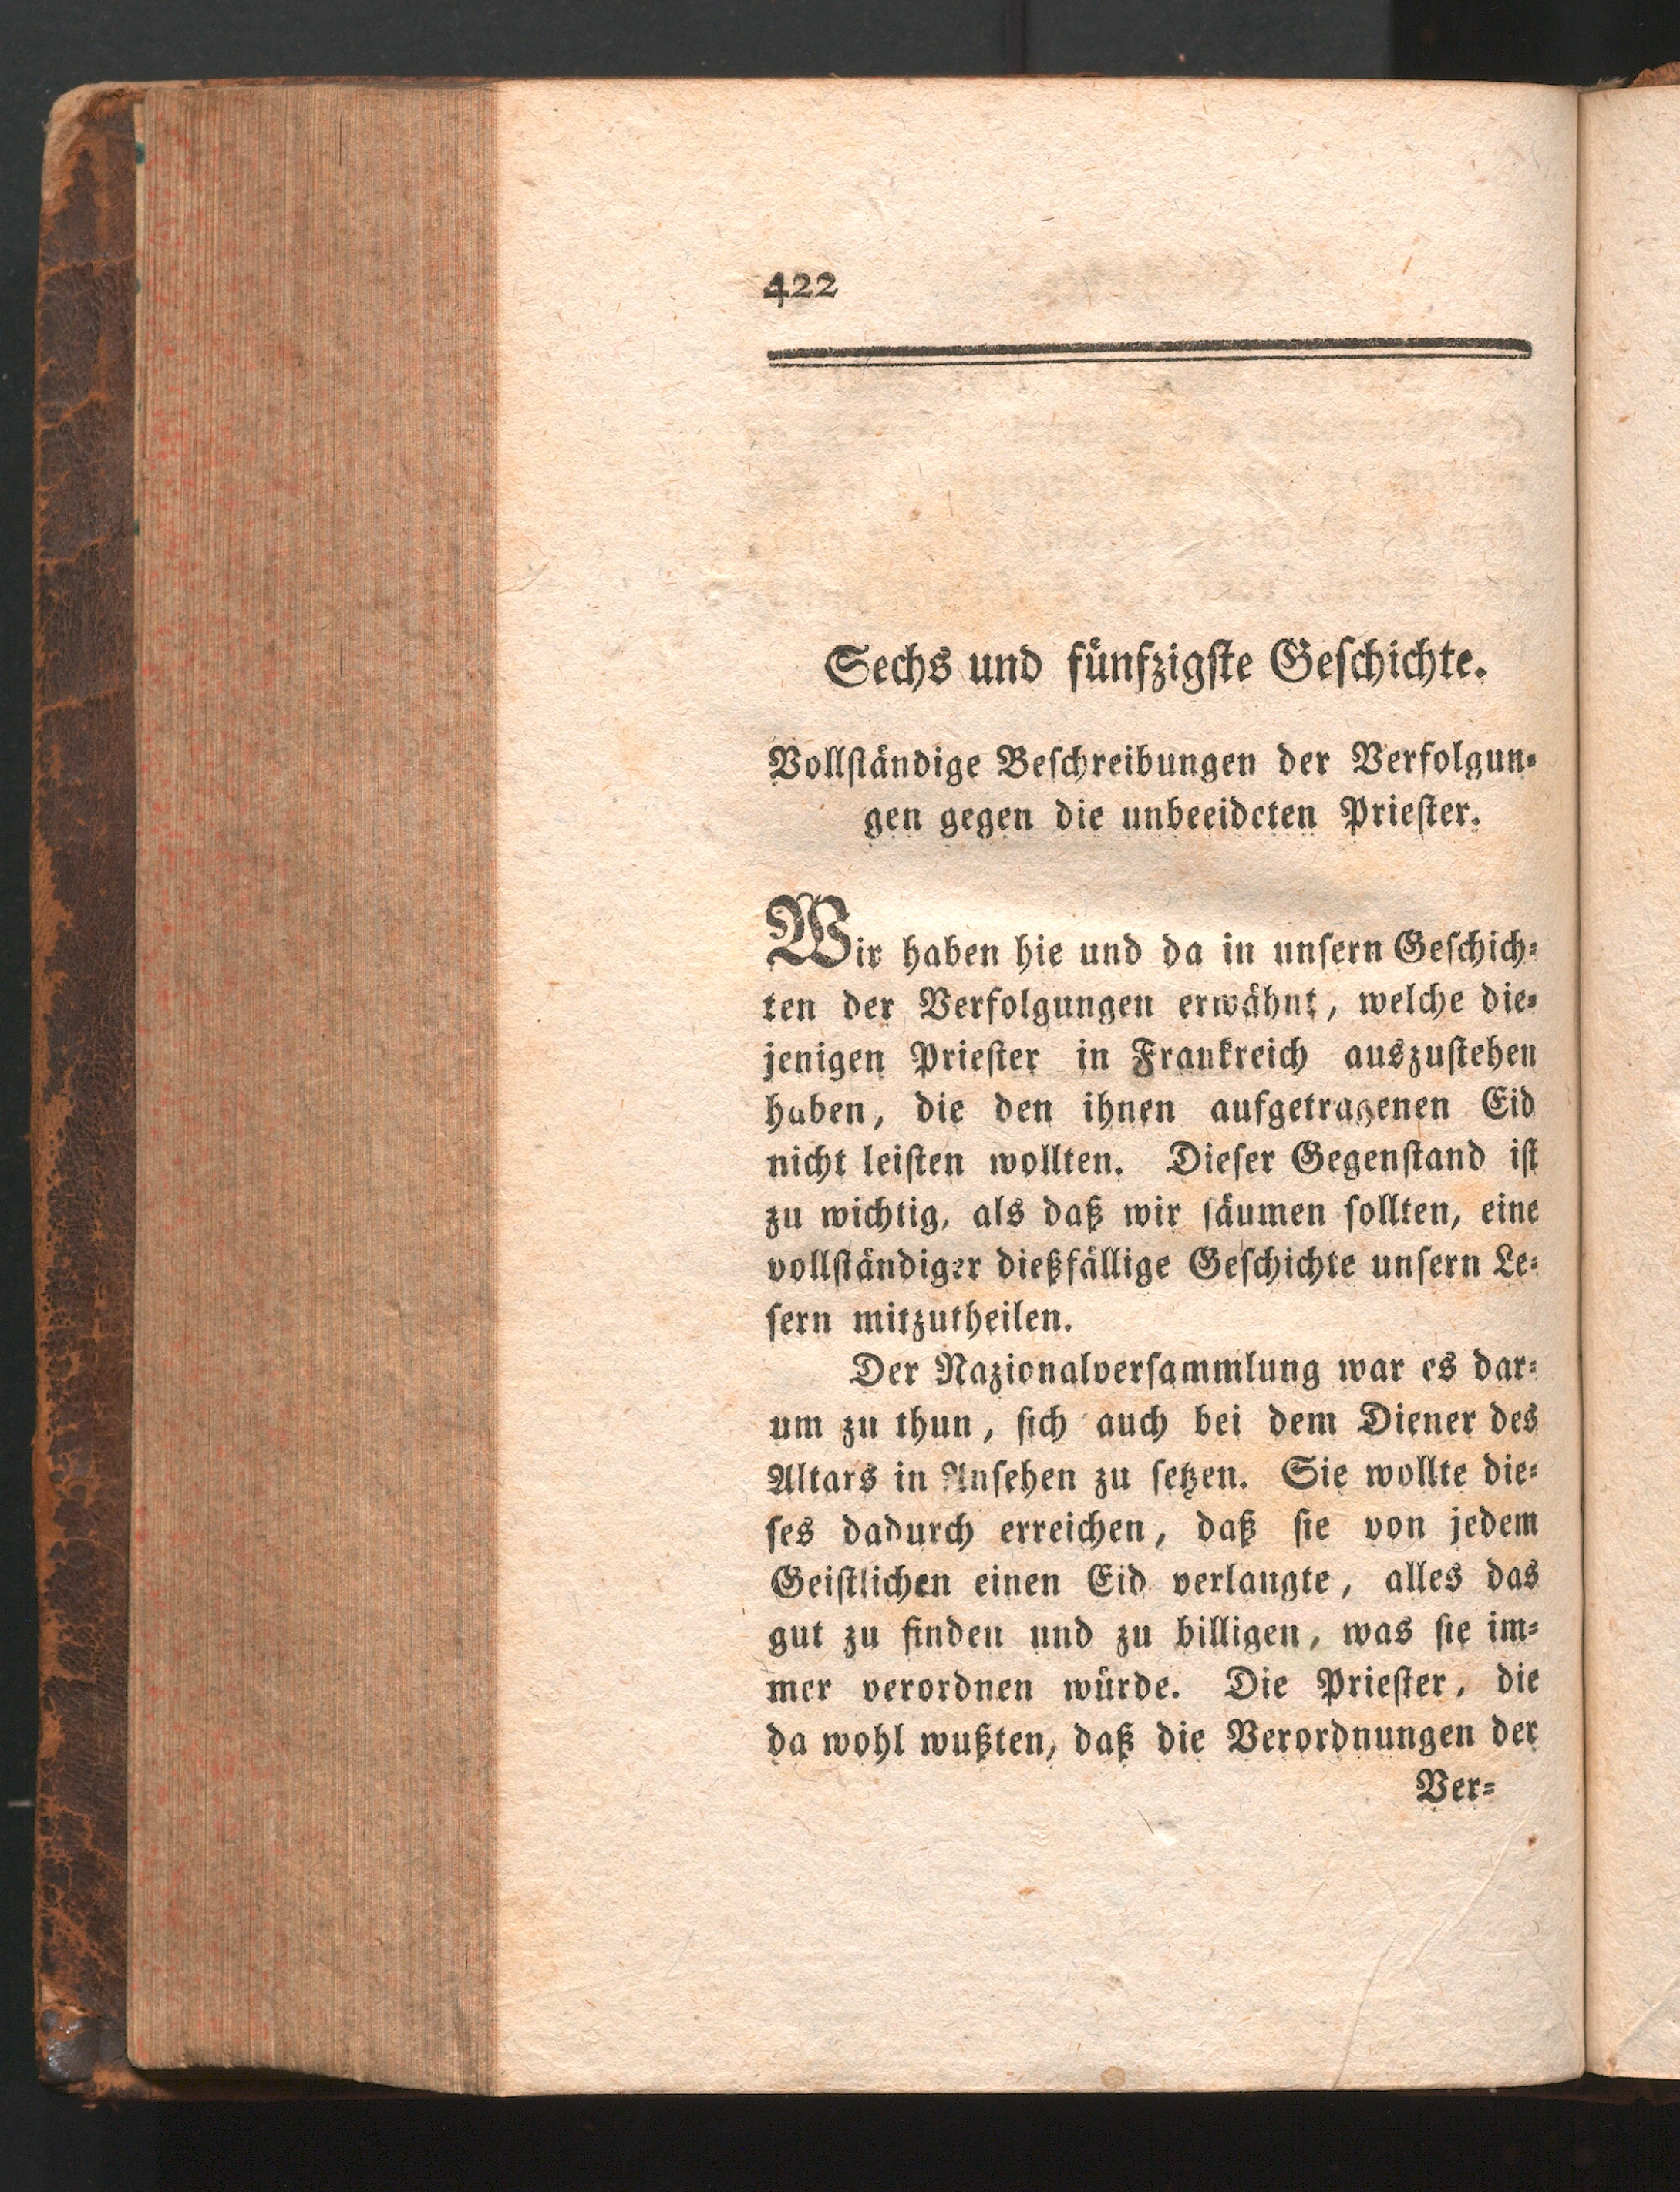 422
Sechs und fünfzigſte Geſchichte.
Vollſtändige Beſchreibungen der Verfolgun-
gen gegen die unbeeideten Prieſter.
Wir haben hie und da in unſern Geſchich-
ten der Verfolgungen erwähnt, welche die-
jenigen Prieſter in Frankreich auszuſtehen
haben, die den ihnen aufgetragenen Eid
nicht leiſten wollten. Dieſer Gegenſtand iſt
zu wichtig, als daß wir ſäumen ſollten, eine
vollſtändiger dießfällige Geſchichte unſern Le-
ſern mitzutheilen.
Der Nazionalverſammlung war es dar-
um zu thun, ſich auch bei dem Diener des
Altars in Anſehen zu ſetzen. Sie wollte die-
ſes dadurch erreichen, daß ſie von jedem
Geiſtlichen einen Eid verlangte, alles das
gut zu finden und zu billigen, was ſie im-
mer verordnen würde. Die Prieſter, die
da wohl wußten, daß die Verordnungen der
Ver-